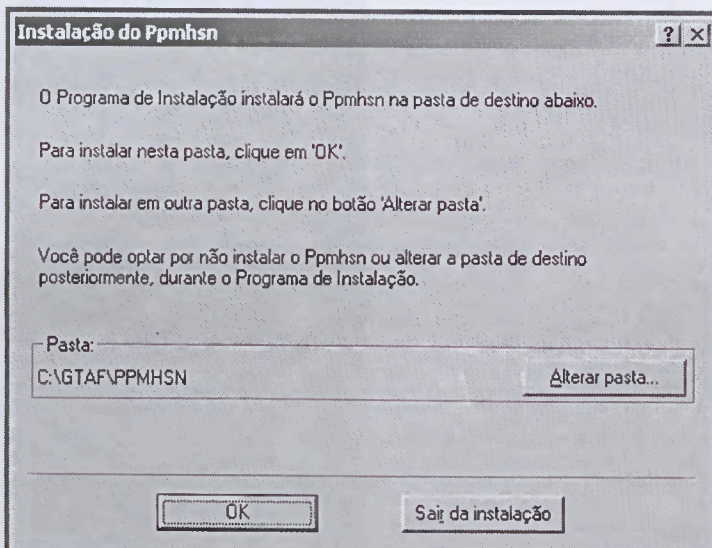 Instalação do Ppmhsn
O Programa de Instalação instalará o Ppmhsn na pasta de destino abaixo.
Para instalar nesta pasta, clique em 'OK'.
Para instalar em outra pasta, clique no botão 'Alterar pasta'.
Você pode optar por não instalar o Ppmhsn ou alterar a pasta de destino
posteriormente, durante o Programa de Instalação.
Pasta:
C:\GTAF\PPMHSN
Alterar pasta...
OK
Sair da instalação